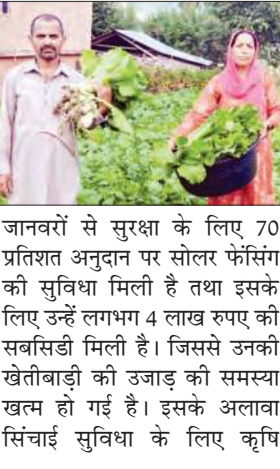 जानवरों से सुरक्षा के लिए 70
प्रतिशत अनुदान पर सोलर फेंसिंग
की सुविधा मिली है तथा इसके
लिए उन्हें लगभग 4 लाख रुपए की
सबसिडी मिली है। जिससे उनकी
खेतीबाड़ी की उजाड़ की समस्या
खत्म हो गई है। इसके अलावा
सिंचाई सुविधा के लिए कृषि